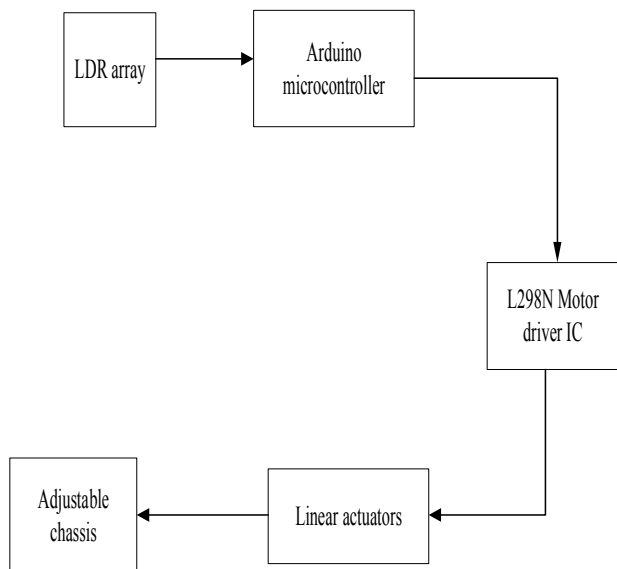 LDR array
Arduino
microcontroller
L298N Motor
driver IC
Linear actuators
Adjustable
chassis